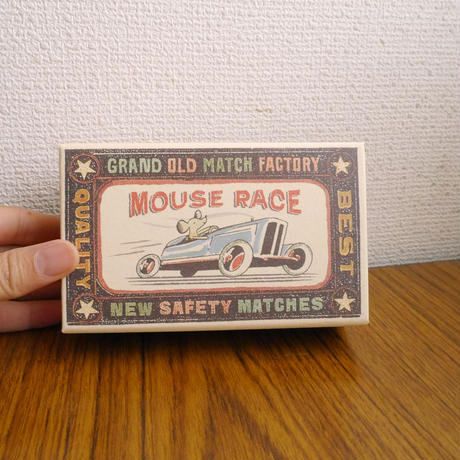 GRAND OLD MATCH FACTORY
QUALITY
MOUSE RACE
BEST
NEW SAFETY MATCHES